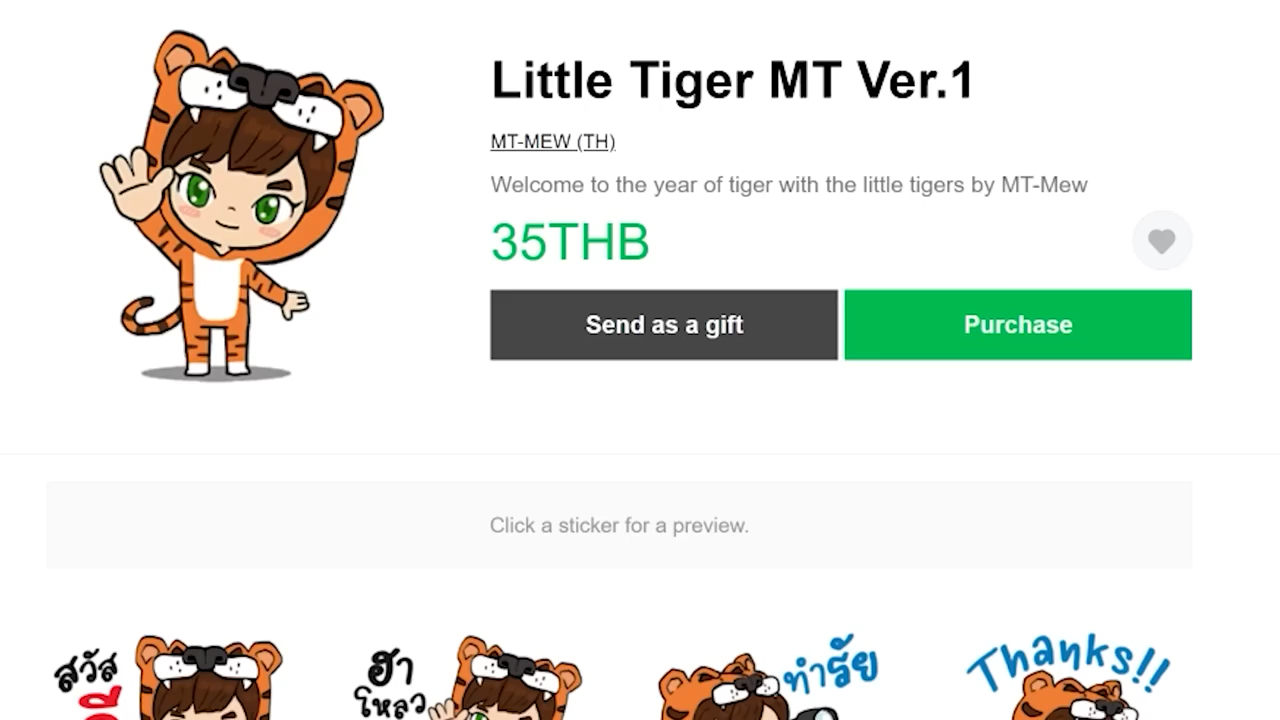 Little Tiger MT Ver.1
MT-MEW (TH)
Welcome to the year of tiger with the little tigers by MT-Mew
35THB
Send as a gift
Purchase
Click a sticker for a preview.
สวัส
ฮา
โหลว
ทำรัย
Thanks!!